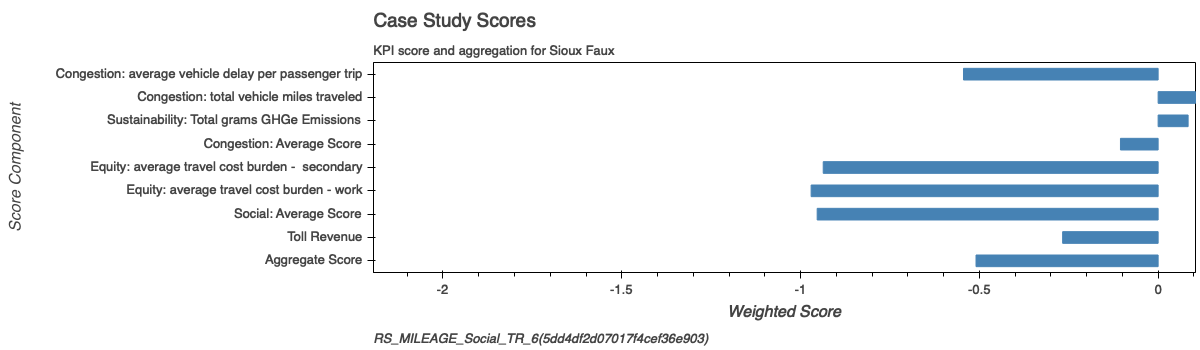 Case Study Scores
KPI score and aggregation for Sioux Faux
Score Component
Congestion: average vehicle delay per passenger trip
Congestion: total vehicle miles traveled
Sustainability: Total grams GHGe Emissions
Congestion: Average Score
Equity: average travel cost burden -  secondary
Equity: average travel cost burden - work
Social: Average Score
Toll Revenue
Aggregate Score
-2 -1.5 -1 -0.5 0
Weighted Score
RS_MILEAGE_Social_TR_6(5dd4df2d07017f4cef36e903)